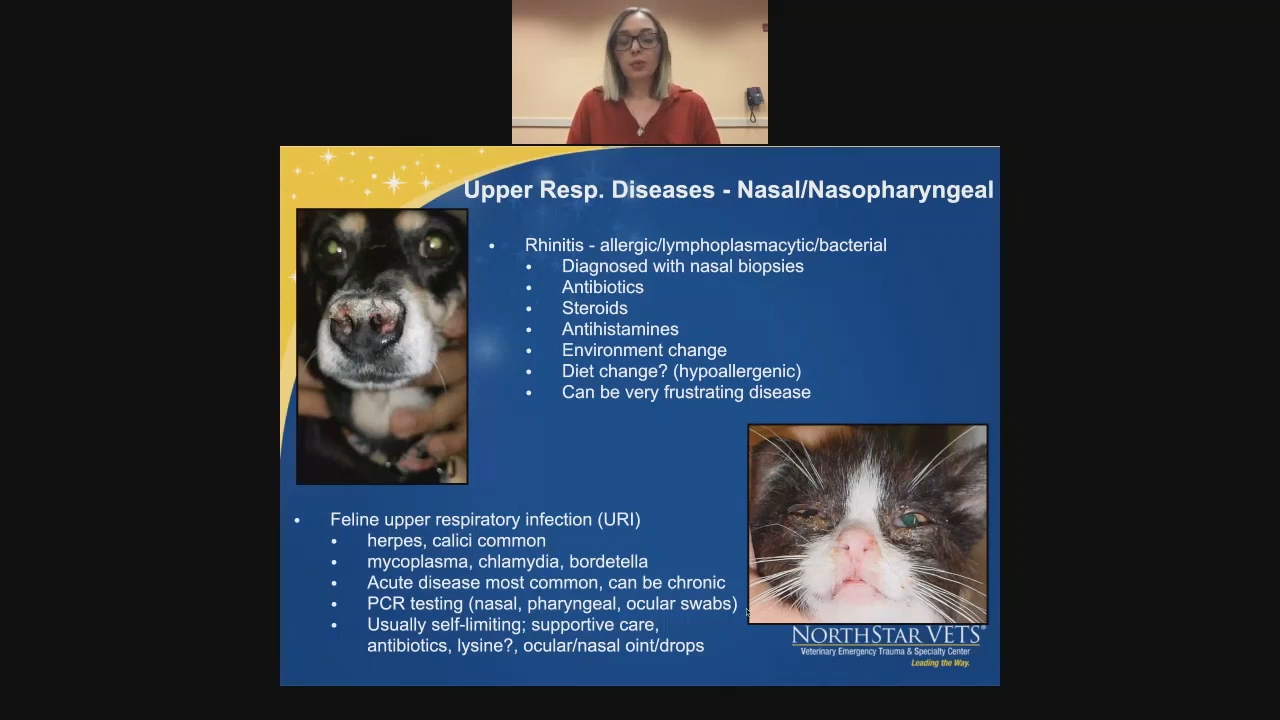 Upper Resp. Diseases - Nasal/Nasopharyngeal
• Rhinitis - allergic/lymphoplasmacytic/bacterial
• Diagnosed with nasal biopsies
• Antibiotics
• Steroids
• Antihistamines
• Environment change
• Diet change? (hypoallergenic)
• Can be very frustrating disease
• Feline upper respiratory infection (URI)
• herpes, calici common
• mycoplasma, chlamydia, bordetella
• Acute disease most common, can be chronic
• PCR testing (nasal, pharyngeal, ocular swabs)
• Usually self-limiting; supportive care,
antibiotics, lysine?, ocular/nasal oint/drops
NORTHSTAR VETS®
Veterinary Emergency Trauma & Specialty Center
Leading the Way.